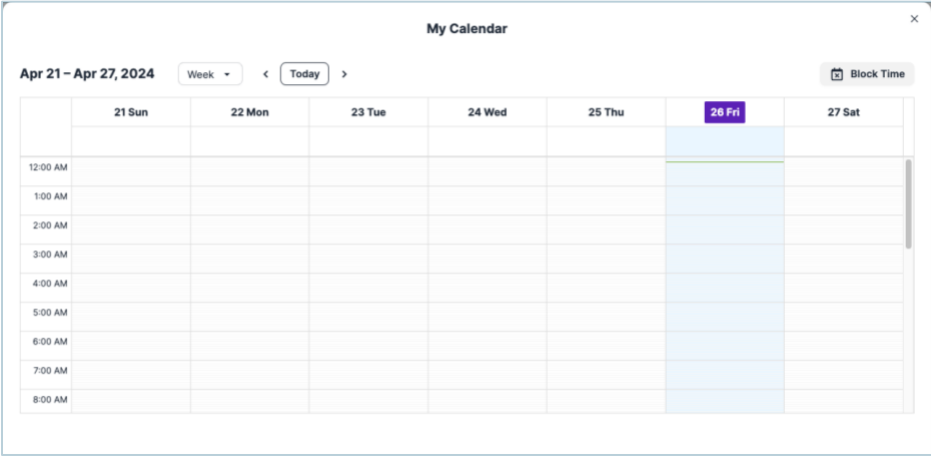 My Calendar
×
Apr 21 – Apr 27, 2024 Week < Today > Block Time
21 Sun 22 Mon 23 Tue 24 Wed 25 Thu 26 Fri 27 Sat
12:00 AM
1:00 AM
2:00 AM
3:00 AM
4:00 AM
5:00 AM
6:00 AM
7:00 AM
8:00 AM